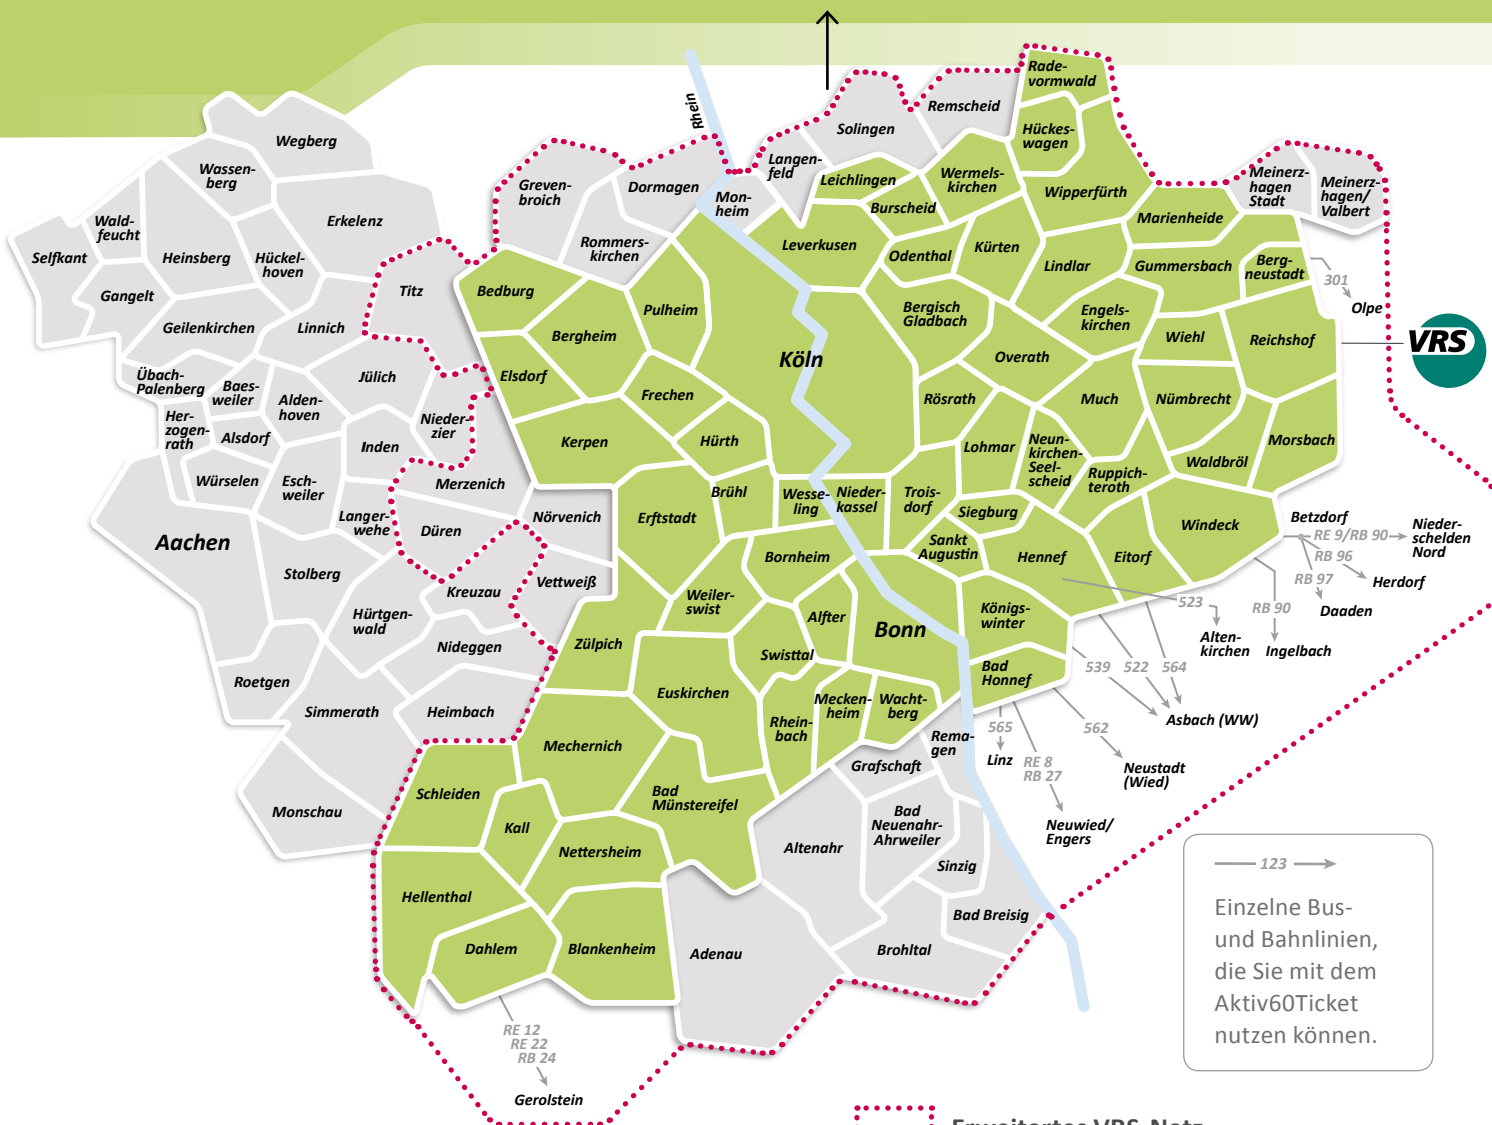 Rhein
Rade-
vormwald
Remscheid
Solingen
Hückes-
wagen
Wegberg
Wassen-
berg
Langen-
feld
Leichlingen
Wermels-
kirchen
Wipperfürth
Meinerz-
hagen
Stadt
Meinerz-
hagen/
Valbert
Greven-
broich
Dormagen
Mon-
heim
Burscheid
Marienheide
Wald-
feucht
Erkelenz
Selfkant
Heinsberg
Hückel-
hoven
Rommers-
kirchen
Leverkusen
Odenthal
Kürten
Lindlar
Gummersbach
Berg-
neustadt
301
Olpe
Gangelt
Titz
Bedburg
Pulheim
Bergisch
Gladbach
Engels-
kirchen
Geilenkirchen
Linnich
Bergheim
Wiehl
Reichshof
VRS
Köln
Overath
Übach-
Palenberg
Baes-
weiler
Jülich
Elsdorf
Frechen
Rösrath
Much
Nümbrecht
Alden-
hoven
Her-
zogen-
rath
Alsdorf
Nieder-
zier
Inden
Kerpen
Hürth
Lohmar
Neun-
kirchen-
Seel-
scheid
Morsbach
Waldbröl
Ruppich-
teroth
Würselen
Esch-
weiler
Merzenich
Brühl
Wesse-
ling
Nieder-
kassel
Trois-
dorf
Siegburg
Langer-
wehe
Düren
Nörvenich
Erftstadt
Windeck
Betzdorf
RE 9/RB 90
Nieder-
schelden
Nord
RB 96
Herdorf
RB 97
Daaden
Aachen
Sankt
Augustin
Hennef
Eitorf
Bornheim
Stolberg
Vettweiß
Kreuzau
Weiler-
swist
Alfter
Bonn
Königs-
winter
523
Alten-
kirchen
RB 90
Ingelbach
Hürtgen-
wald
Nideggen
Zülpich
Swisttal
539
522
564
Asbach (WW)
Roetgen
Simmerath
Heimbach
Euskirchen
Rhein-
bach
Mecken-
heim
Wacht-
berg
Bad
Honnef
Mechernich
Rema-
gen
565
Linz
RE 8
RB 27
562
Neustadt
(Wied)
Neuwied/
Engers
Grafschaft
Monschau
Schleiden
Kall
Bad
Münstereifel
Nettersheim
Altenahr
Bad
Neuenahr-
Ahrweiler
Sinzig
Hellenthal
Bad Breisig
Dahlem
Blankenheim
Adenau
Brohltal
RE 12
RE 22
RB 24
Gerolstein
123
Einzelne Bus-
und Bahnlinien,
die Sie mit dem
Aktiv60Ticket
nutzen können.
Erweitertes VRS-Netz